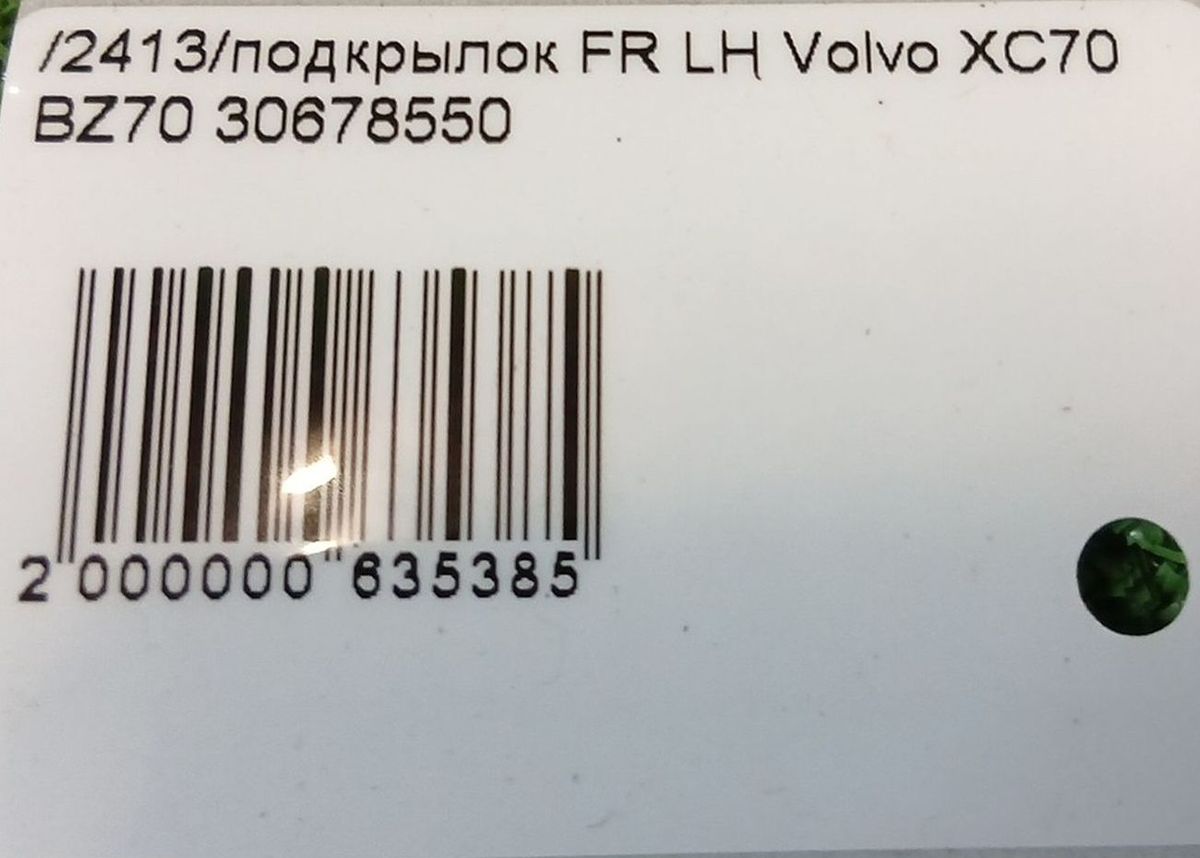 /2413/подкрылок FR LH Volvo XC70
BZ70 30678550
2 000000 635385